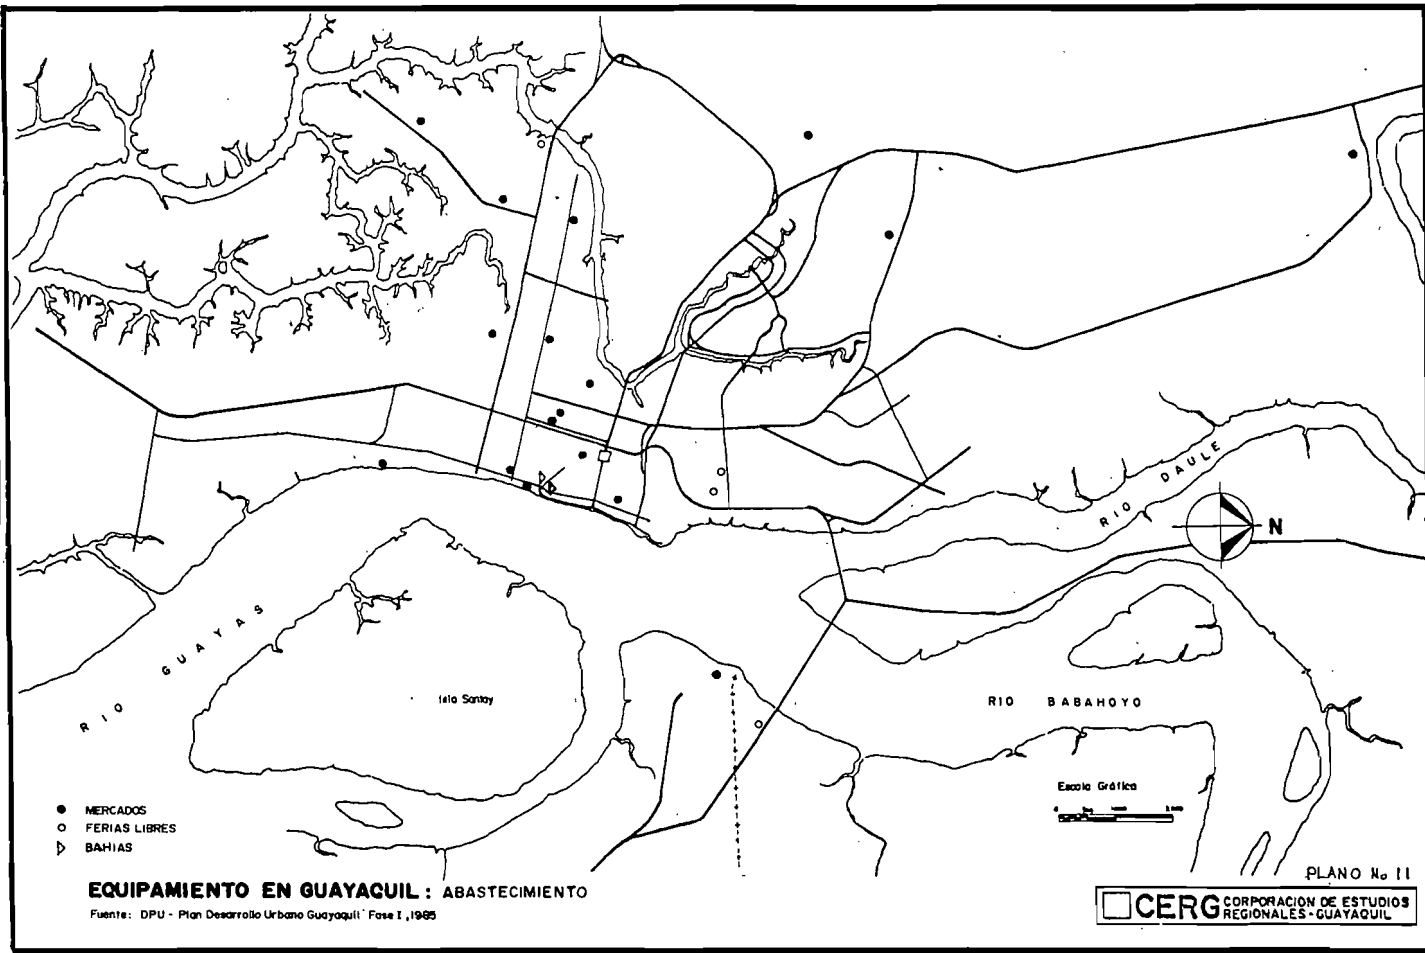 N
RIO DAULE
RIO GUAYAS
Isla Santay
RIO BABAHOYO
Escala Gráfica
MERCADOS
FERIAS LIBRES
BAHIAS
EQUIPAMIENTO EN GUAYAQUIL: ABASTECIMIENTO
Fuente: DPU - Plan Desarrollo Urbano Guayaquil Fase I, 1985
PLANO No 11
CERG CORPORACION DE ESTUDIOS
REGIONALES-GUAYAQUIL